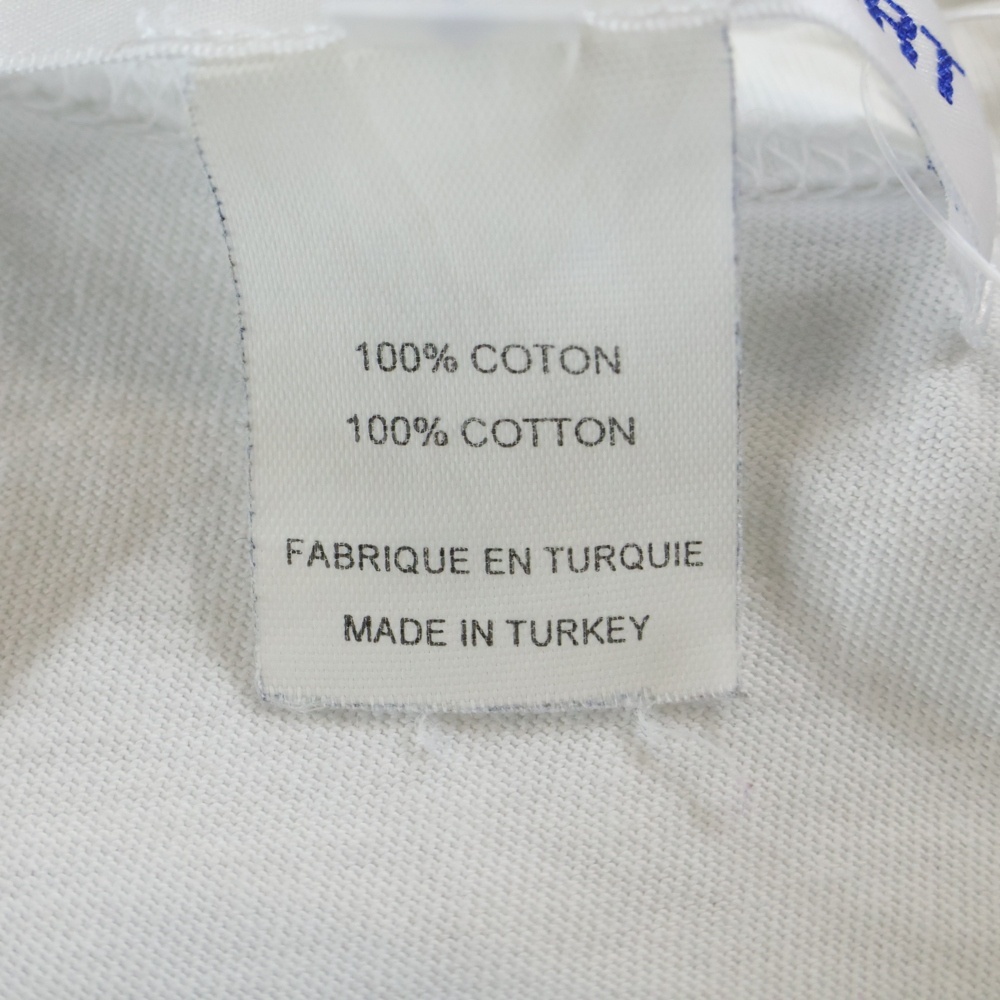 100% COTON
100% COTTON
FABRIQUE EN TURQUIE
MADE IN TURKEY